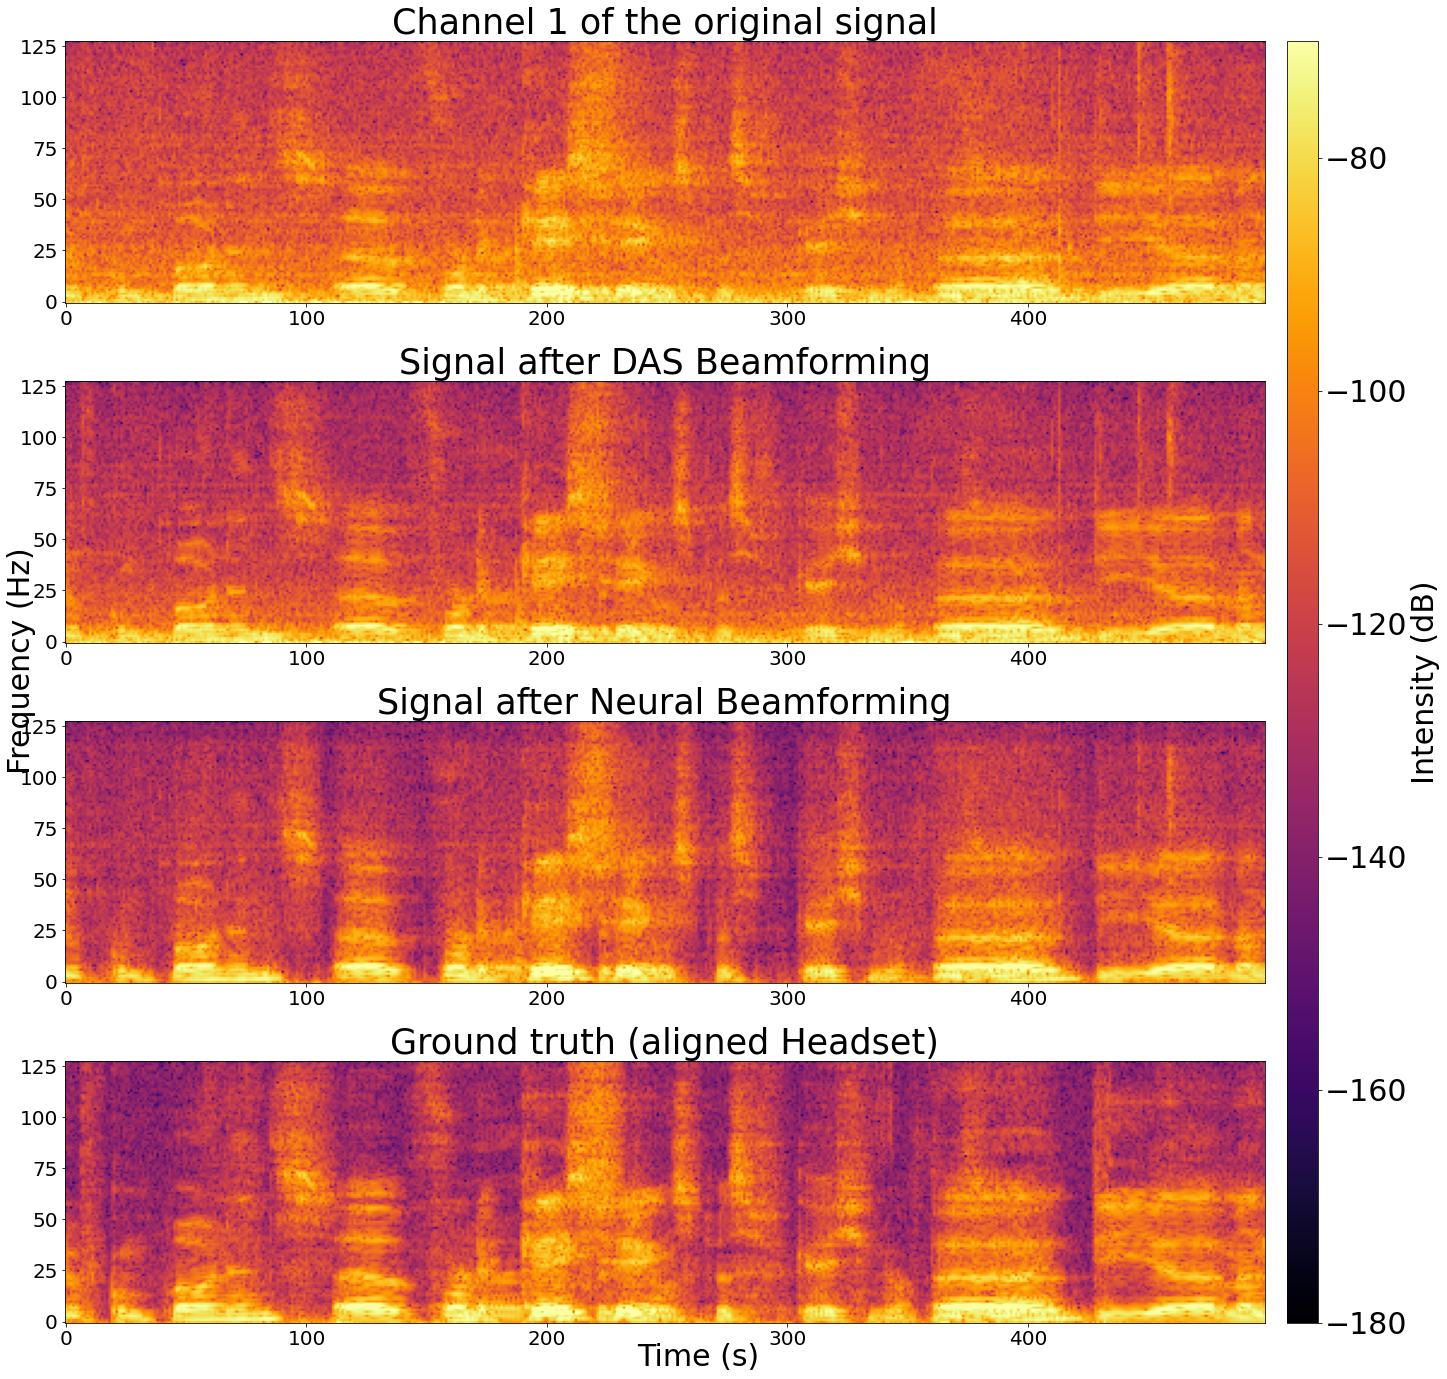 Channel 1 of the original signal
125
100
75
50
25
0
0 100 200 300 400
Signal after DAS Beamforming
125
100
75
50
25
0
0 100 200 300 400
Signal after Neural Beamforming
125
100
75
50
25
0
0 100 200 300 400
Ground truth (aligned Headset)
125
100
75
50
25
0
0 100 200 300 400
Time (s)
Frequency (Hz)
−80
−100
−120
−140
−160
−180
Intensity (dB)